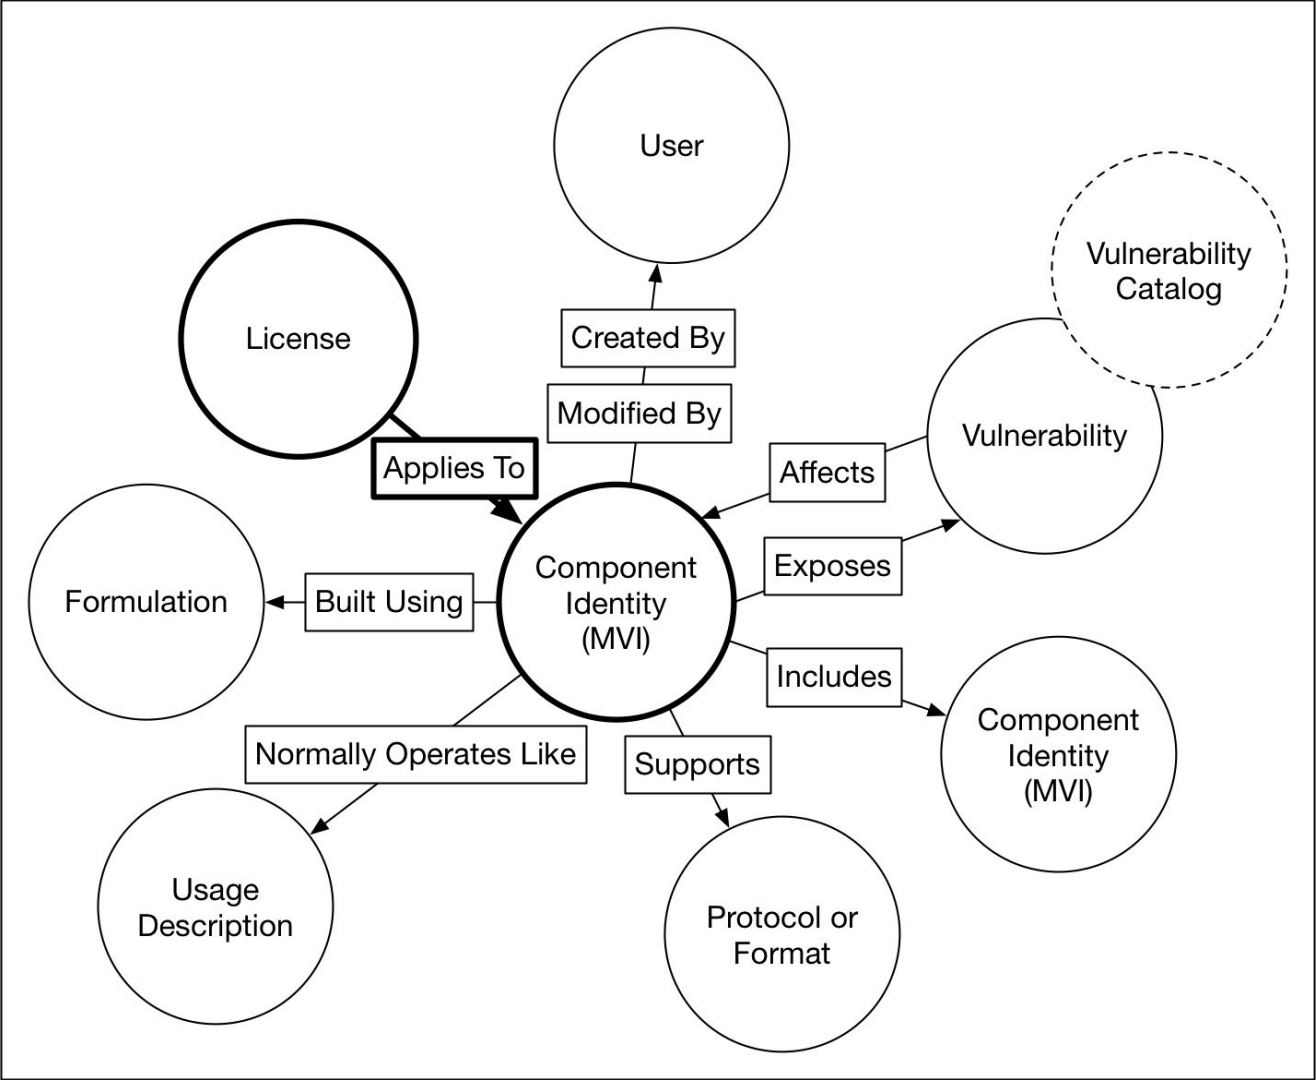 User
Vulnerability
Catalog
License
Created By
Modified By
Vulnerability
Applies To
Affects
Exposes
Component
Identity
(MVI)
Formulation
Built Using
Includes
Component
Identity
(MVI)
Normally Operates Like
Supports
Usage
Description
Protocol or
Format